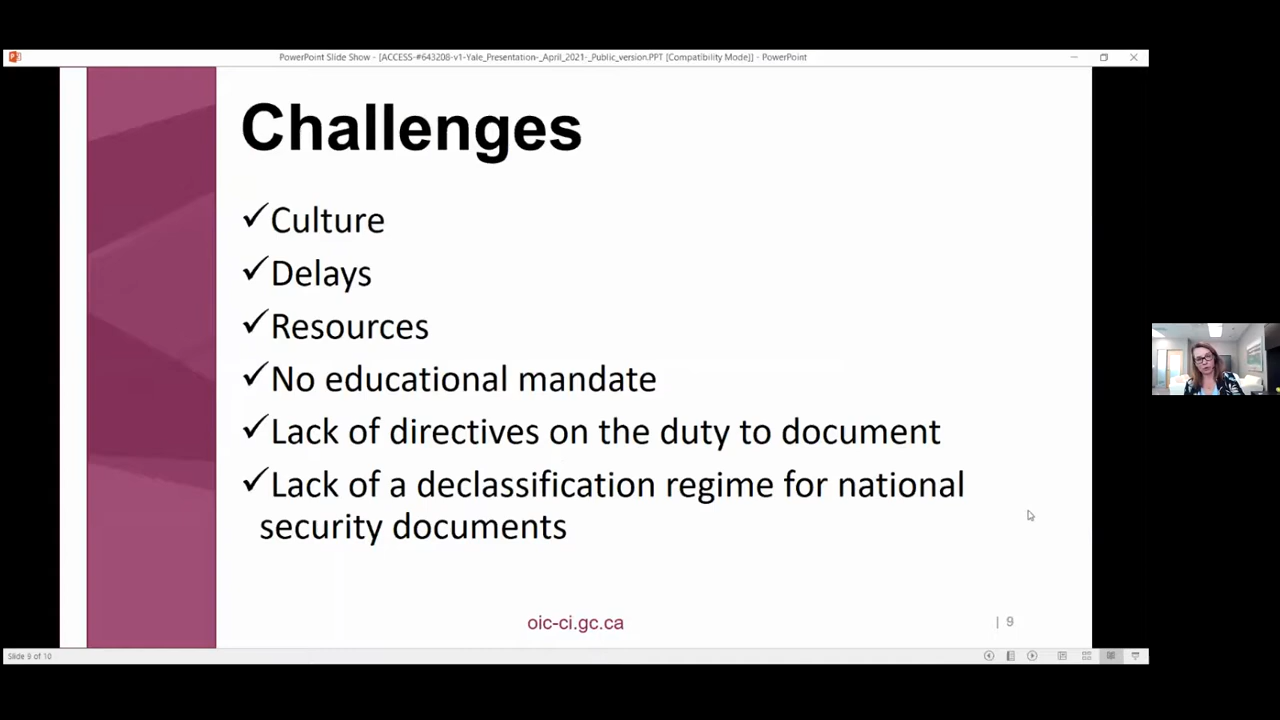 PowerPoint Slide Show - [ACCESS-#643208-v1-Yale_Presentation-_April_2021-_Public_version.PPT [Compatibility Mode]] - PowerPoint
Challenges
✓Culture
✓Delays
✓Resources
✓No educational mandate
✓Lack of directives on the duty to document
✓Lack of a declassification regime for national
security documents
oic-ci.gc.ca
| 9
Slide 9 of 10